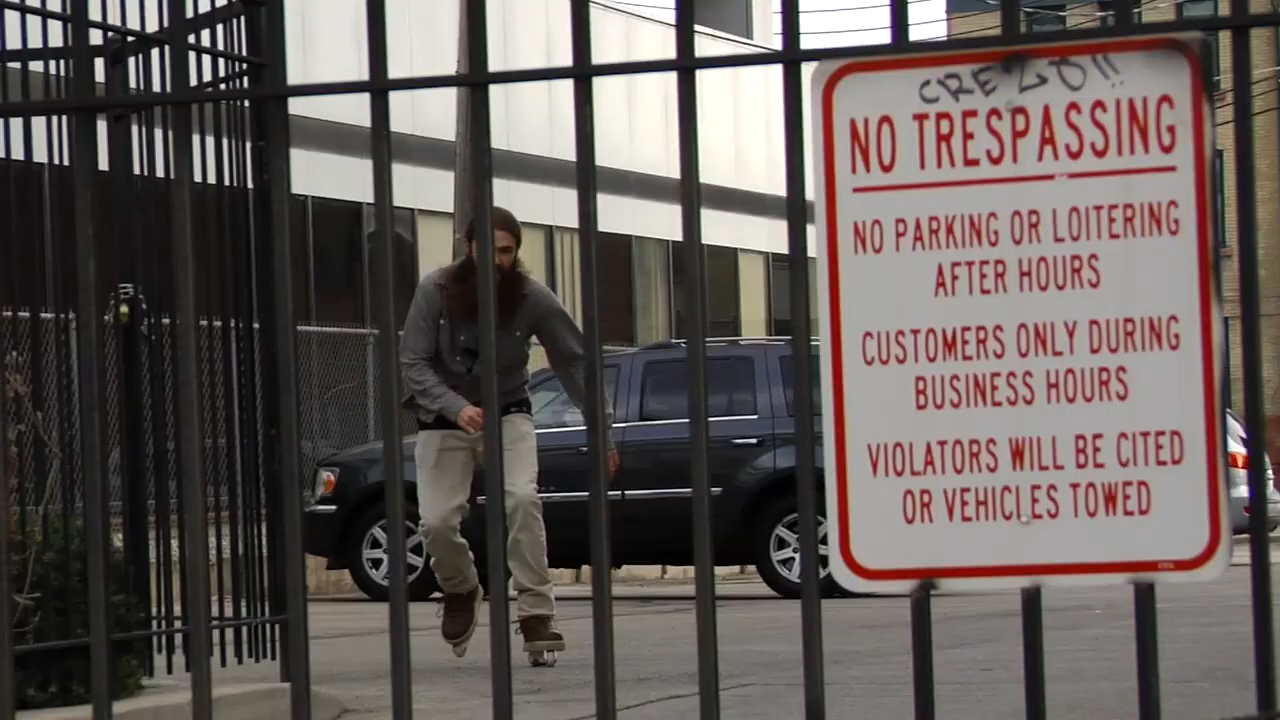 CREZO!!
NO TRESPASSING
NO PARKING OR LOITERING
AFTER HOURS
CUSTOMERS ONLY DURING
BUSINESS HOURS
VIOLATORS WILL BE CITED
OR VEHICLES TOWED